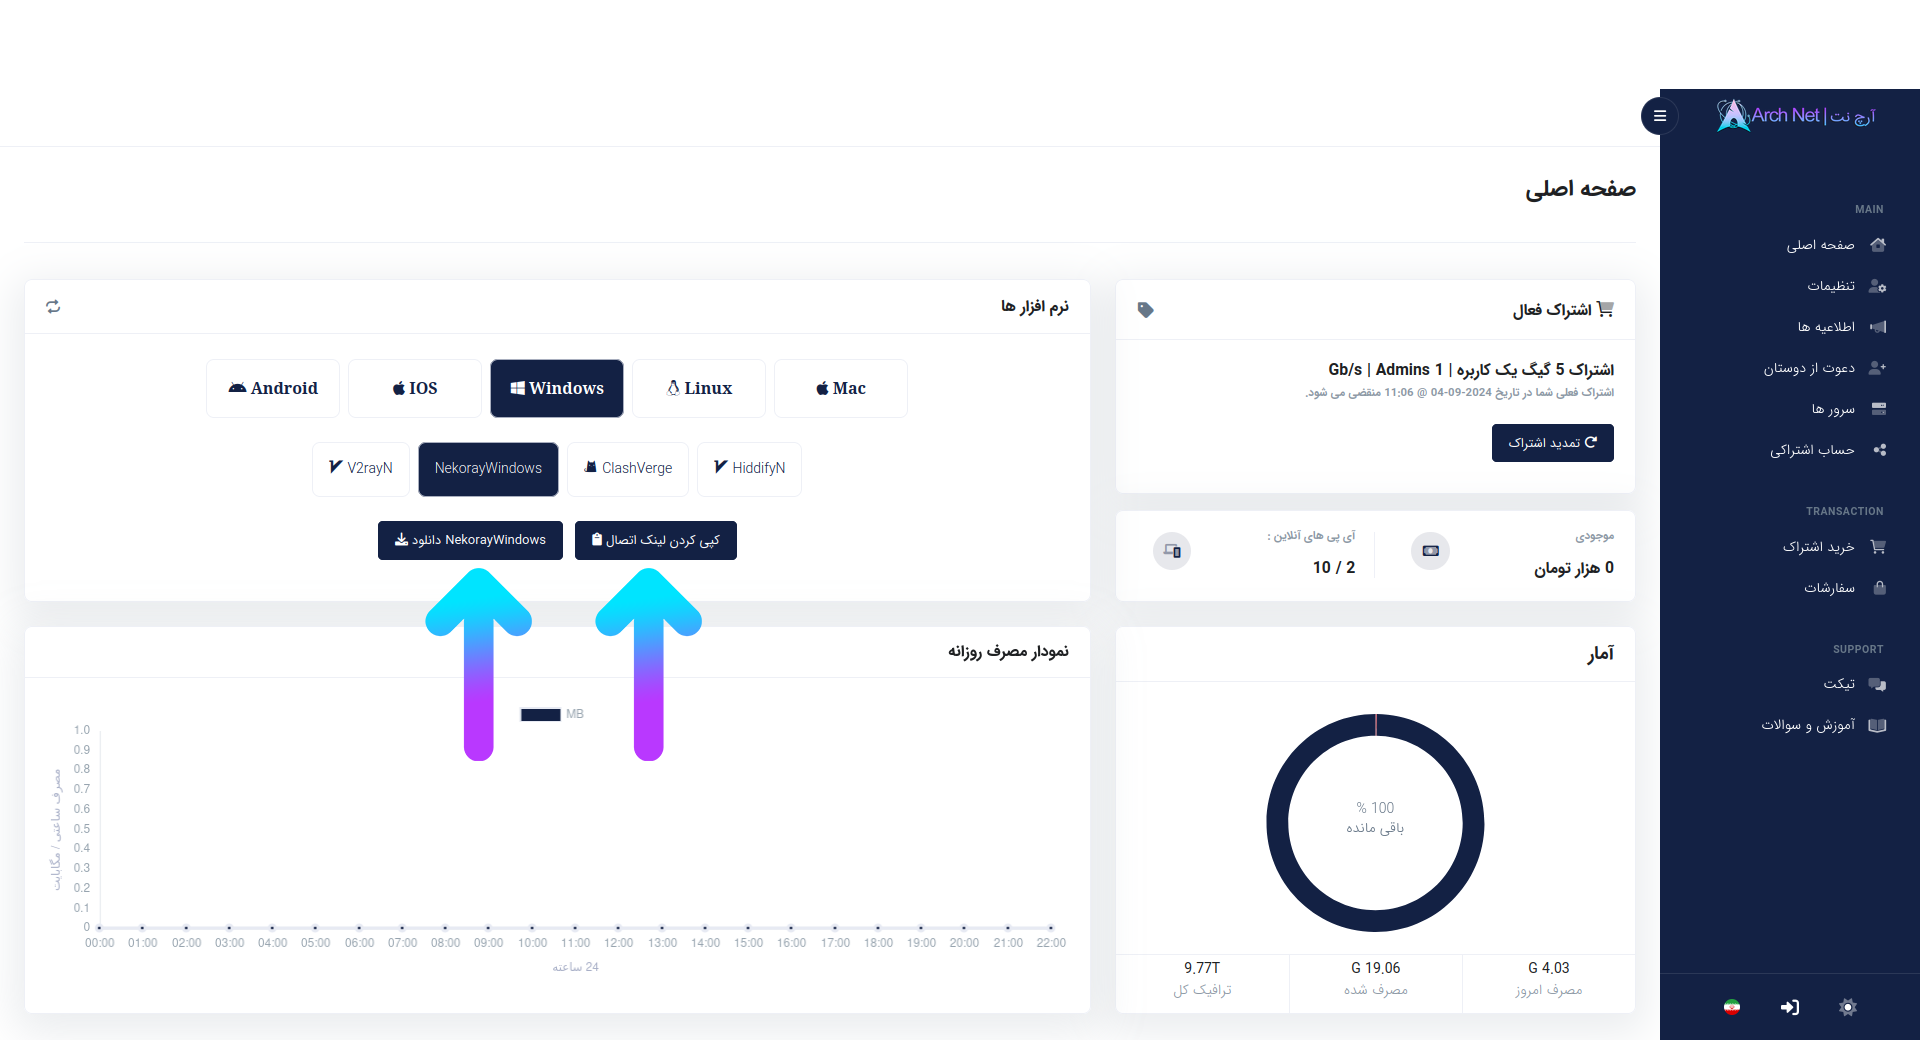 Arch Net | آرچ نت
MAIN
صفحه اصلی
تنظیمات
اطلاعیه ها
دعوت از دوستان
سرور ها
حساب اشتراکی
TRANSACTION
خرید اشتراک
سفارشات
SUPPORT
تیکت
آموزش و سوالات
صفحه اصلی
اشتراک فعال
اشتراک 5 گیگ یک کاربره | Gb/s | Admins 1
اشتراک فعلی شما در تاریخ 2024-09-04 @ 11:06 منقضی می شود.
تمدید اشتراک
موجودی
0 هزار تومان
آی پی های آنلاین :
2 / 10
آمار
% 100
باقی مانده
G 4.03
مصرف امروز
G 19.06
مصرف شده
9.77T
ترافیک کل
نرم افزار ها
Android
IOS
Windows
Linux
Mac
V2rayN
NekorayWindows
ClashVerge
HiddifyN
دانلود NekorayWindows
کپی کردن لینک اتصال
نمودار مصرف روزانه
MB
مصرف ساعتی / مگابایت
1.0
0.9
0.8
0.7
0.6
0.5
0.4
0.3
0.2
0.1
0
00:00 01:00 02:00 03:00 04:00 05:00 06:00 07:00 08:00 09:00 10:00 11:00 12:00 13:00 14:00 15:00 16:00 17:00 18:00 19:00 20:00 21:00 22:00
24 ساعته